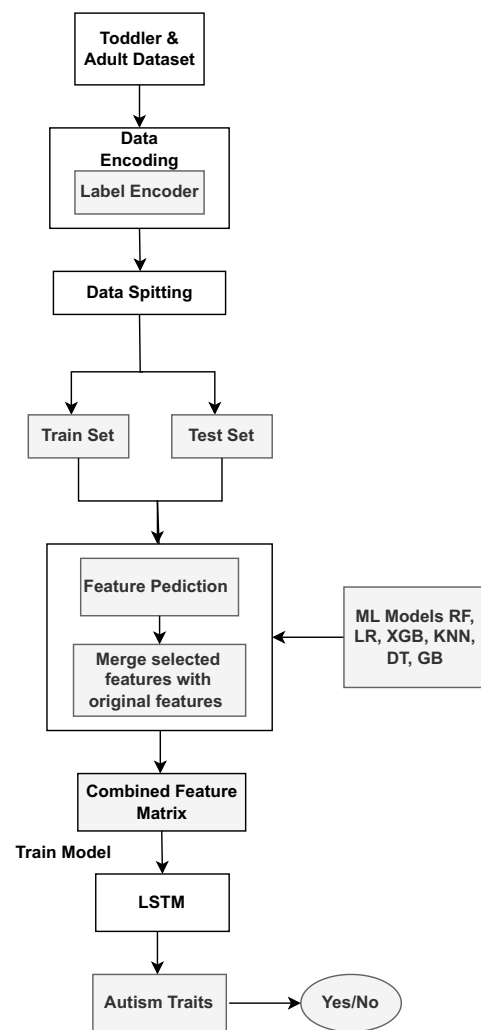 Toddler &
Adult Dataset
Data
Encoding
Label Encoder
Data Spitting
Train Set
Test Set
Feature Pediction
ML Models RF,
LR, XGB, KNN,
DT, GB
Merge selected
features with
original features
Combined Feature
Matrix
Train Model
LSTM
Autism Traits
Yes/No